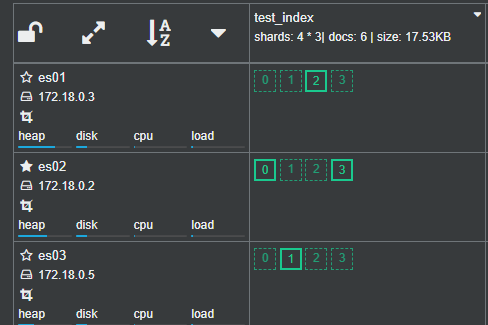 A
Z
test_index
shards: 4 * 3| docs: 6 | size: 17.53KB
es01
172.18.0.3
heap disk cpu load
0 1 2 3
es02
172.18.0.2
heap disk cpu load
0 1 2 3
es03
172.18.0.5
heap disk cpu load
0 1 2 3